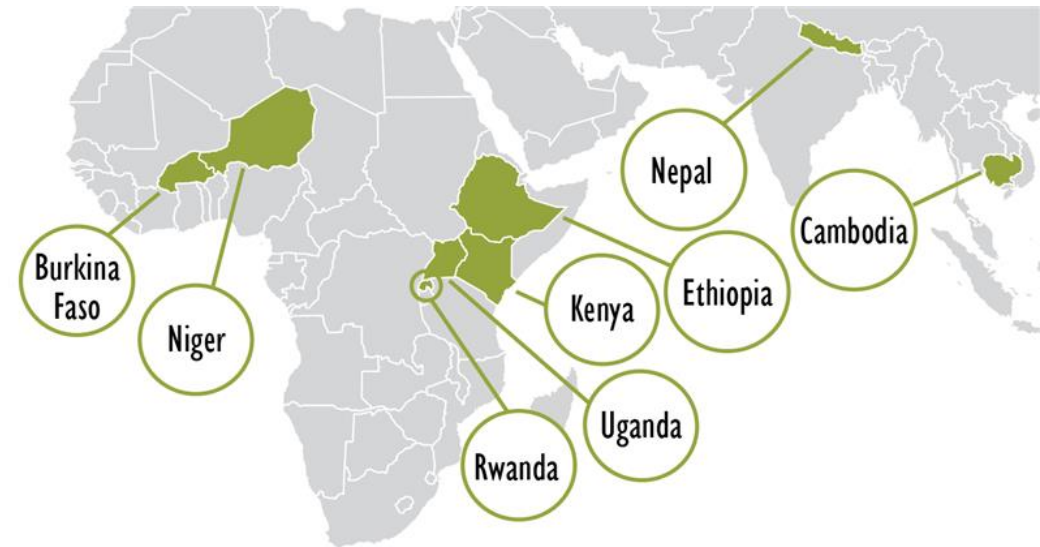 Nepal
Cambodia
Burkina
Faso
Niger
Kenya
Ethiopia
Uganda
Rwanda